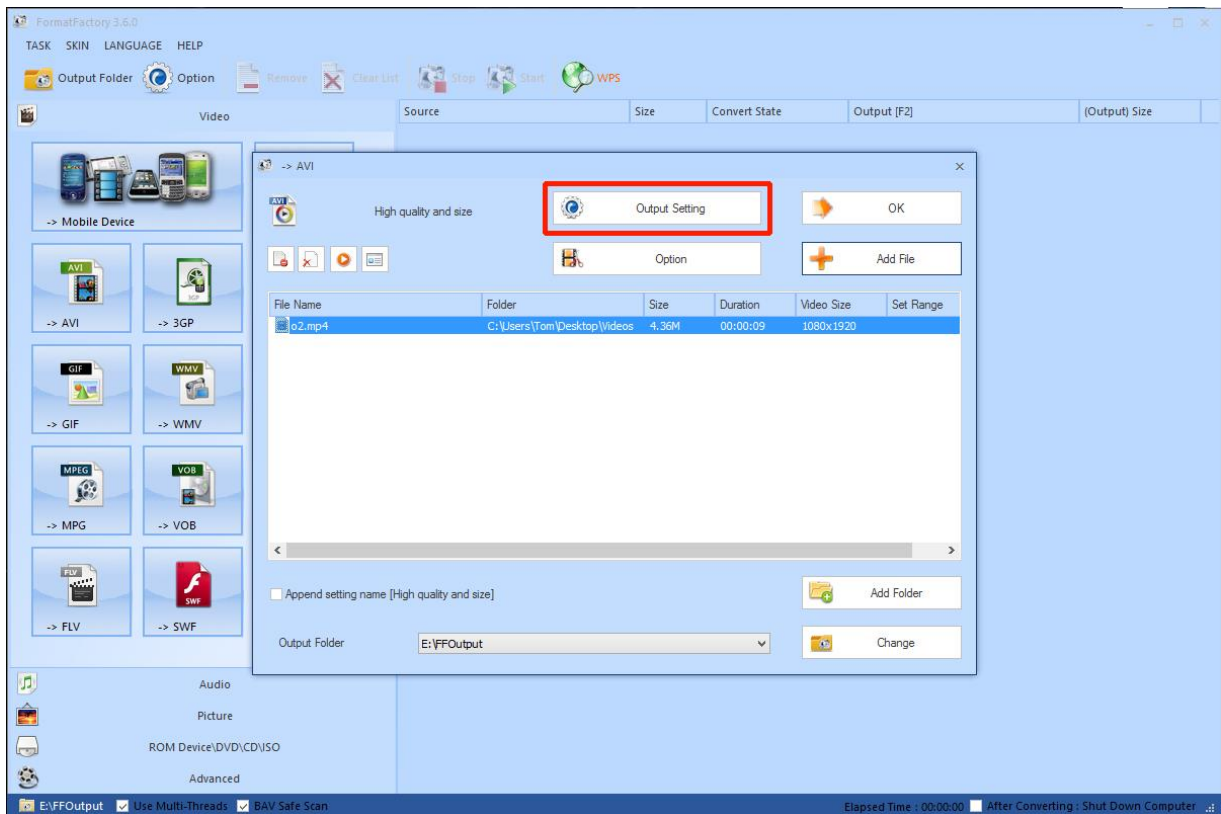 FormatFactory 3.6.0
TASK SKIN LANGUAGE HELP
Output Folder Option Remove Clear List Stop Start WPS
Video
Source Size Convert State Output [F2] (Output) Size
-> Mobile Device
AVI
-> AVI
3GP
-> 3GP
GIF
-> GIF
WMV
-> WMV
MPEG
-> MPG
VOB
-> VOB
FLV
-> FLV
SWF
-> SWF
-> AVI
AVI
High quality and size
Output Setting
OK
Option
Add File
File Name Folder Size Duration Video Size Set Range
o2.mp4 C:\Users\Tom\Desktop\Videos 4.36M 00:00:09 1080x1920
Append setting name [High quality and size]
Add Folder
Output Folder E:\FFOutput Change
Audio
Picture
ROM Device\DVD\CD\ISO
Advanced
E:\FFOutput Use Multi-Threads BAV Safe Scan Elapsed Time : 00:00:00 After Converting : Shut Down Computer